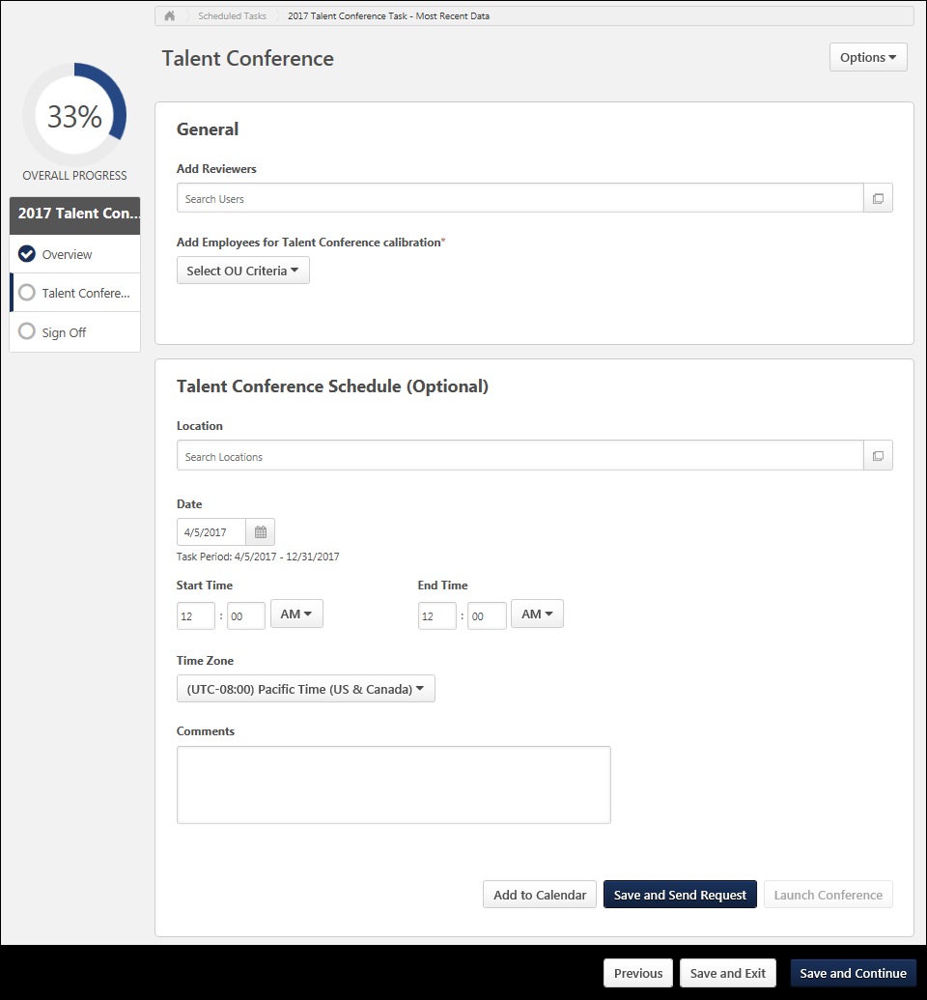 Scheduled Tasks 2017 Talent Conference Task - Most Recent Data
Talent Conference
Options
33%
OVERALL PROGRESS
2017 Talent Con...
Overview
Talent Confere...
Sign Off
General
Add Reviewers
Search Users
Add Employees for Talent Conference calibration*
Select OU Criteria
Talent Conference Schedule (Optional)
Location
Search Locations
Date
4/5/2017
Task Period: 4/5/2017 - 12/31/2017
Start Time End Time
12 : 00 AM 12 : 00 AM
Time Zone
(UTC-08:00) Pacific Time (US & Canada)
Comments
Add to Calendar Save and Send Request Launch Conference
Previous Save and Exit Save and Continue